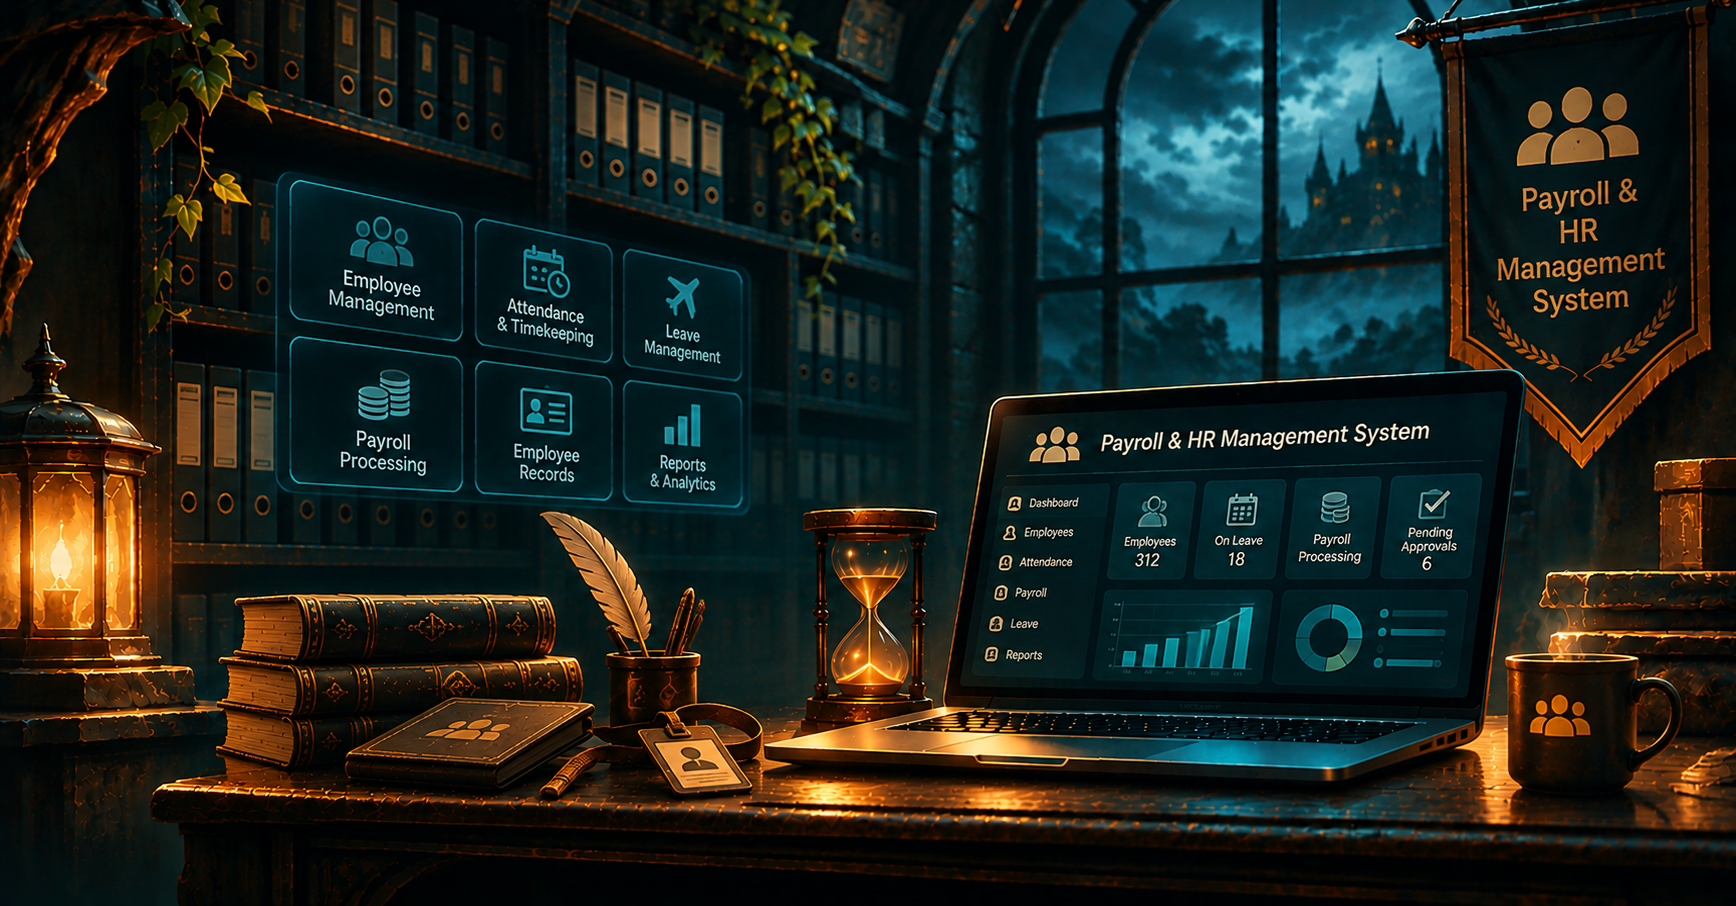 Employee
Management
Attendance
& Timekeeping
Leave
Management
Payroll
Processing
Employee
Records
Reports
& Analytics
Payroll &
HR
Management
System
Payroll & HR Management System
Dashboard
Employees
Attendance
Payroll
Leave
Reports
Employees
312
On Leave
18
Payroll
Processing
Pending
Approvals
6